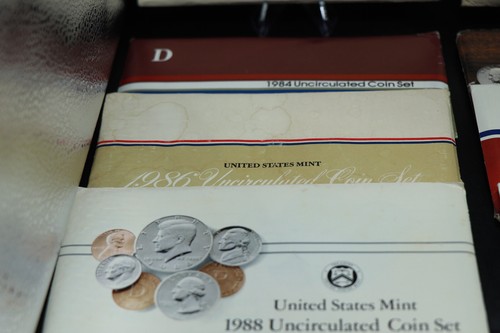 D
1984 Uncirculated Coin Set
UNITED STATES MINT
1986 Uncirculated Coin Set
United States Mint
1988 Uncirculated Coin Set